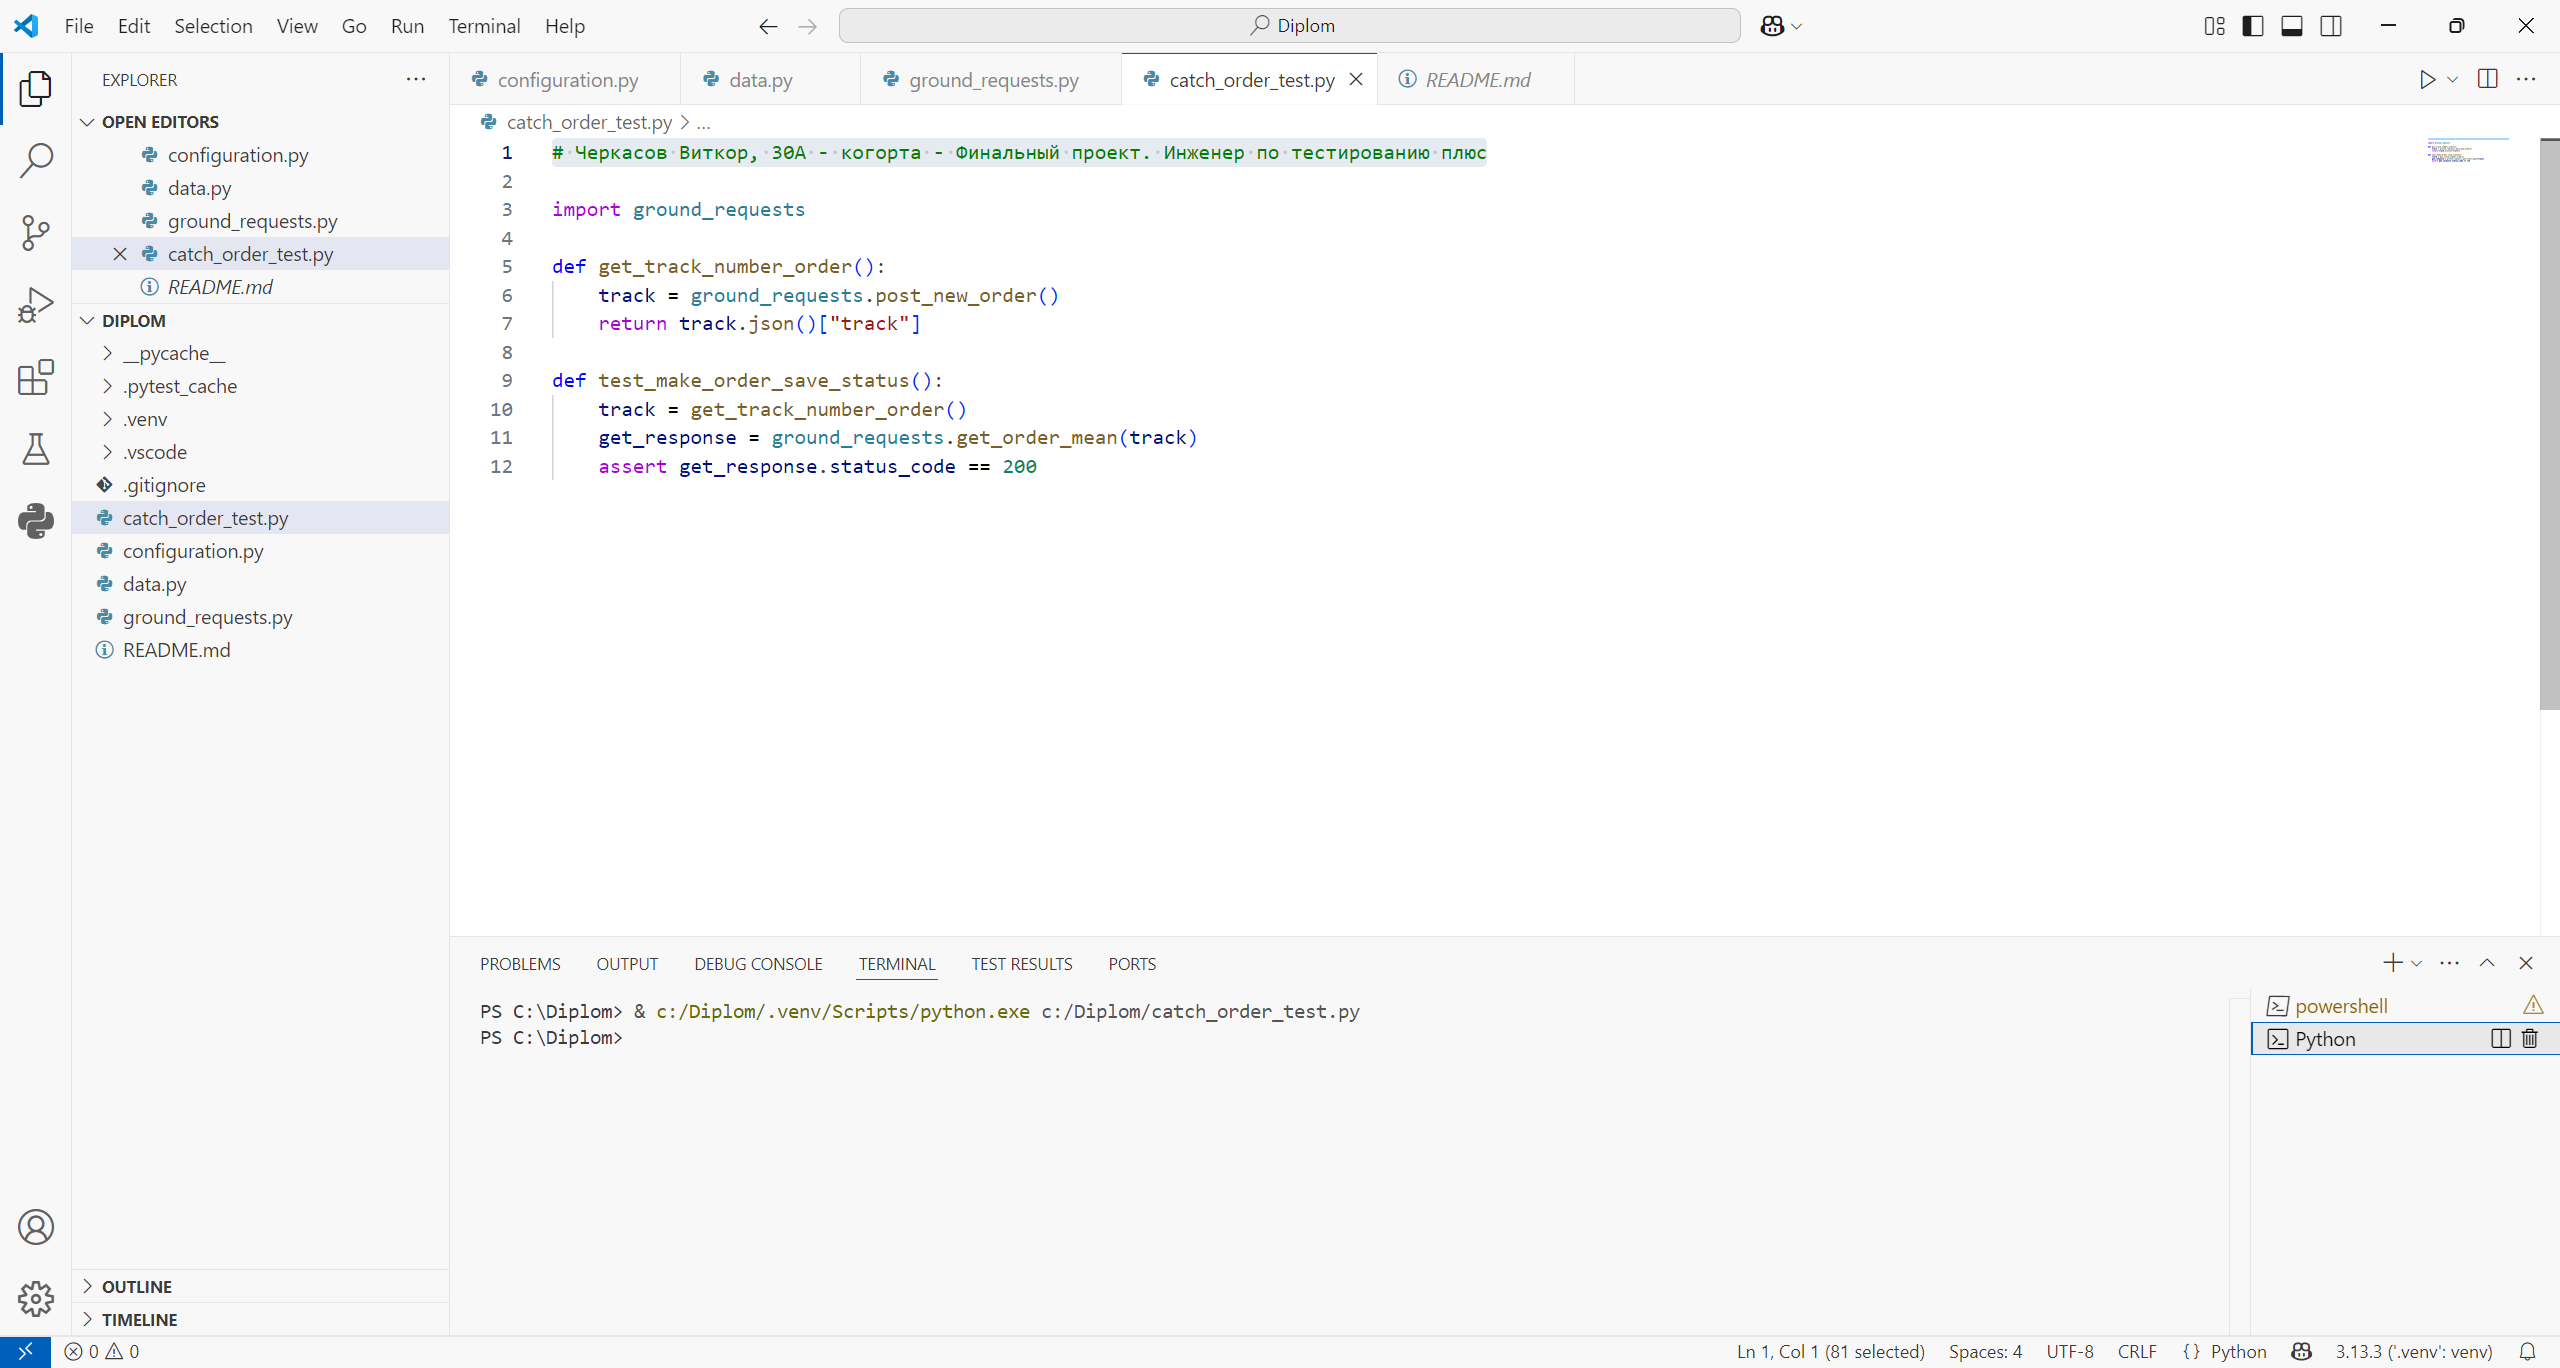 File Edit Selection View Go Run Terminal Help
Diplom
EXPLORER
OPEN EDITORS
configuration.py
data.py
ground_requests.py
catch_order_test.py
README.md
DIPLOM
__pycache__
.pytest_cache
.venv
.vscode
.gitignore
catch_order_test.py
configuration.py
data.py
ground_requests.py
README.md
OUTLINE
TIMELINE
configuration.py data.py ground_requests.py catch_order_test.py README.md
catch_order_test.py > ...
1 # Черкасов Виткор, 30А - когорта - Финальный проект. Инженер по тестированию плюс
2
3 import ground_requests
4
5 def get_track_number_order():
6 track = ground_requests.post_new_order()
7 return track.json()["track"]
8
9 def test_make_order_save_status():
10 track = get_track_number_order()
11 get_response = ground_requests.get_order_mean(track)
12 assert get_response.status_code == 200
PROBLEMS OUTPUT DEBUG CONSOLE TERMINAL TEST RESULTS PORTS
PS C:\Diplom> & c:/Diplom/.venv/Scripts/python.exe c:/Diplom/catch_order_test.py
PS C:\Diplom>
powershell
Python
0 0 Ln 1, Col 1 (81 selected) Spaces: 4 UTF-8 CRLF {} Python 3.13.3 ('.venv': venv)